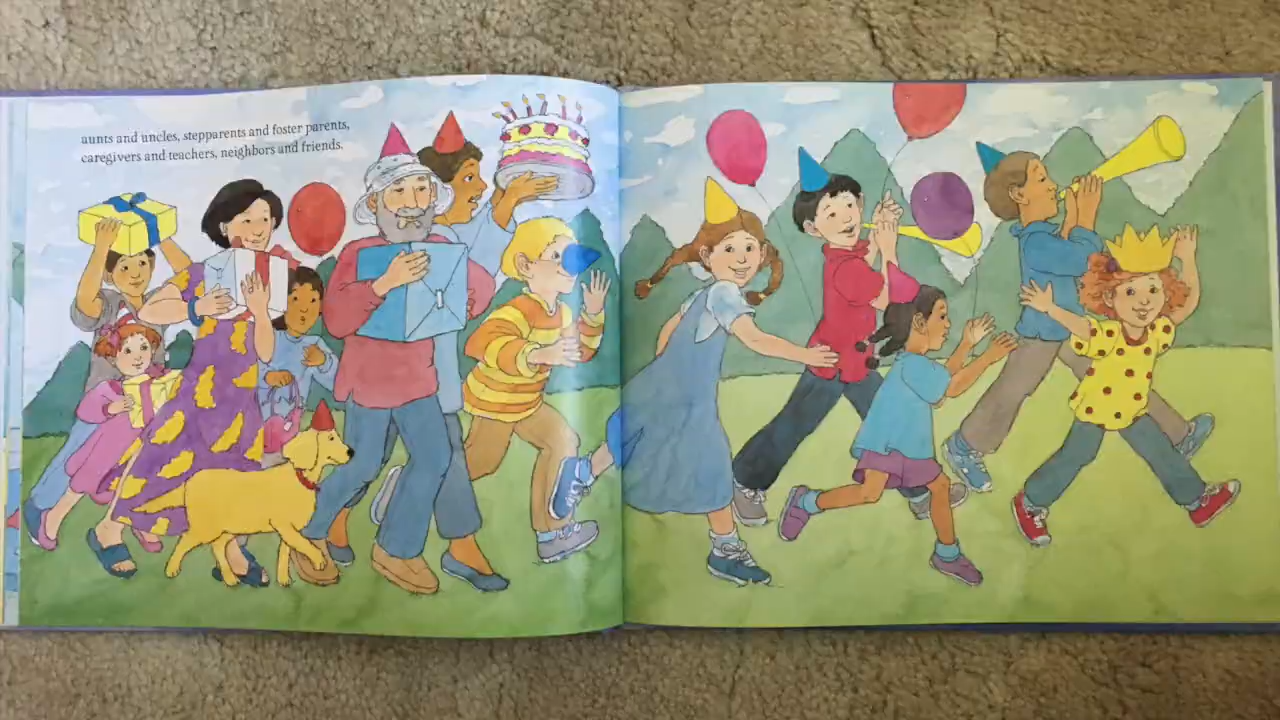 aunts and uncles, stepparents and foster parents,
caregivers and teachers, neighbors and friends.